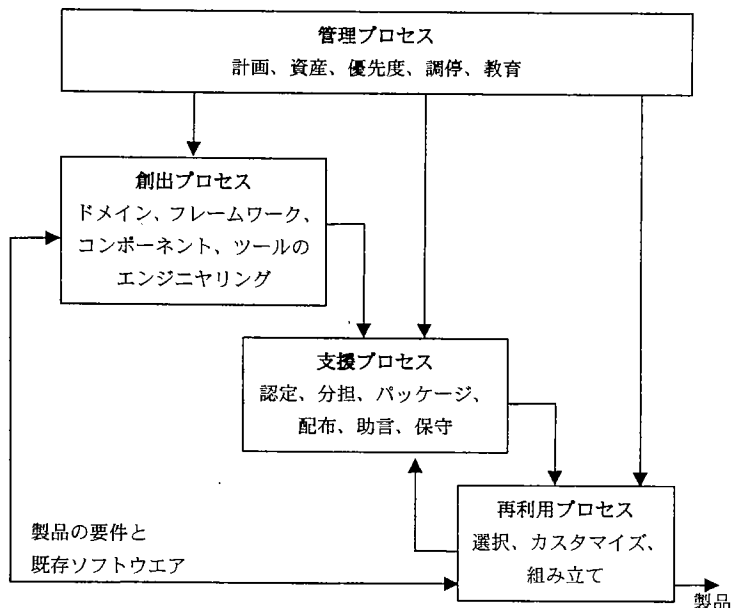 管理プロセス
計画、資産、優先度、調停、教育
創出プロセス
ドメイン、フレームワーク、
コンポーネント、ツールの
エンジニヤリング
支援プロセス
認定、分担、パッケージ、
配布、助言、保守
再利用プロセス
選択、カスタマイズ、
組み立て
製品の要件と
既存ソフトウエア
製品